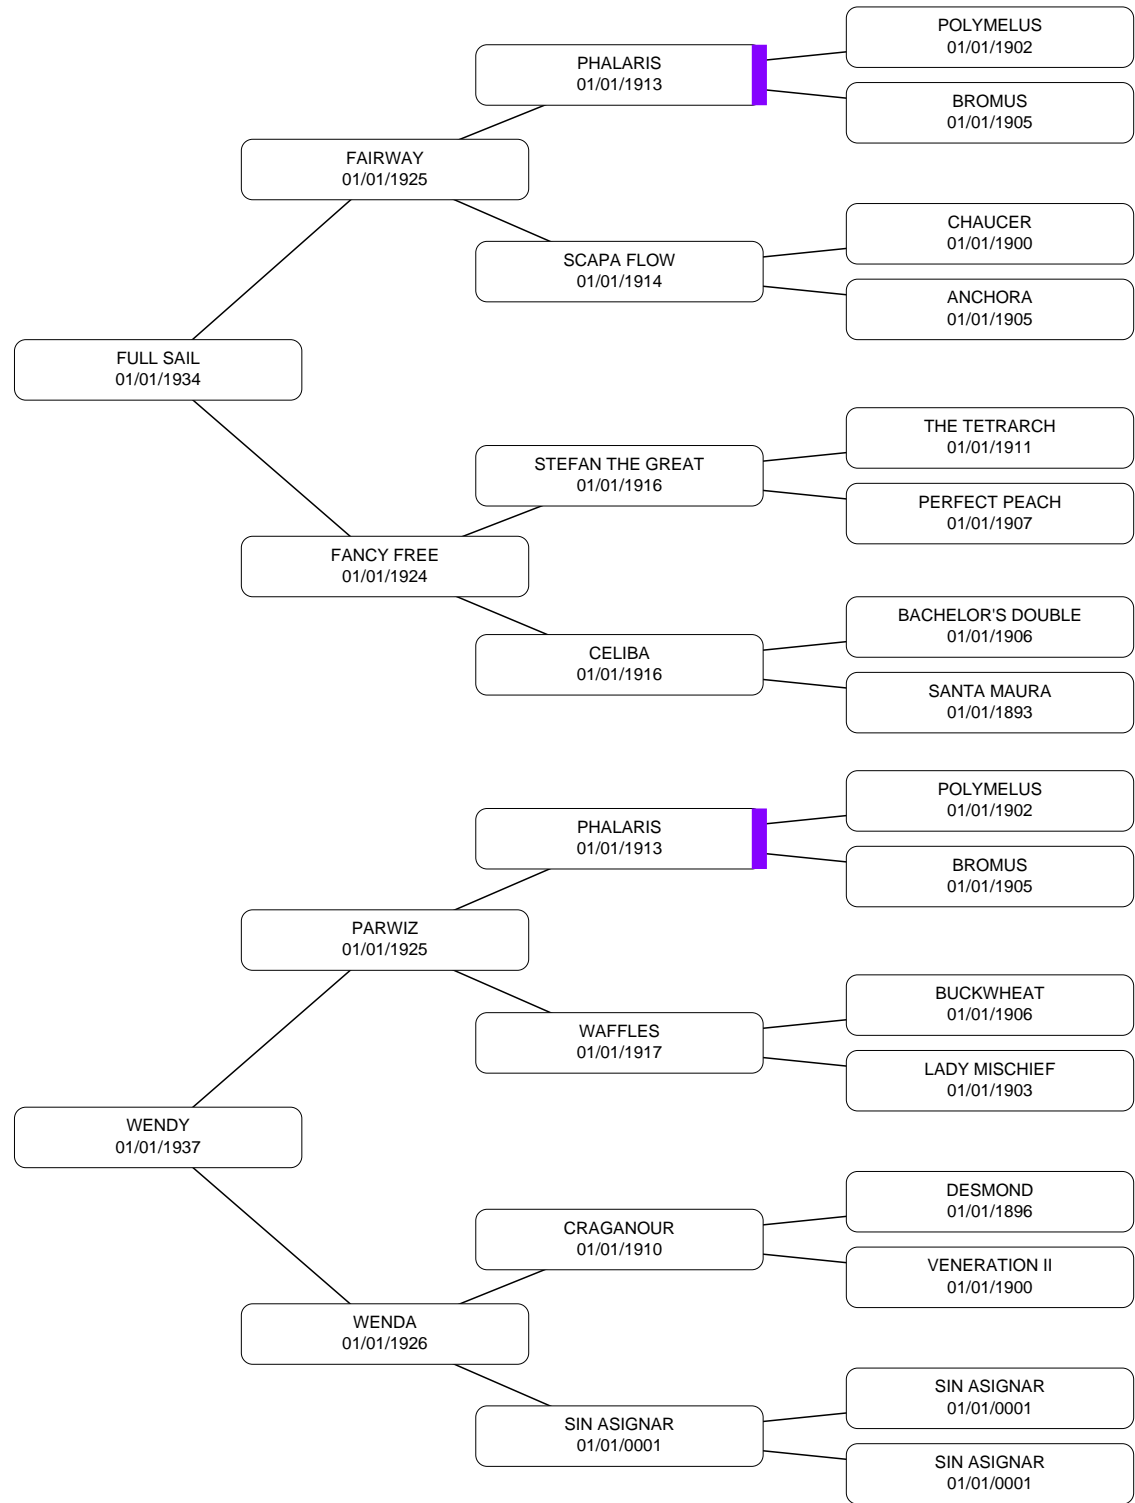 POLYMELUS
01/01/1902
PHALARIS
01/01/1913
BROMUS
01/01/1905
FAIRWAY
01/01/1925
CHAUCER
01/01/1900
SCAPA FLOW
01/01/1914
ANCHORA
01/01/1905
FULL SAIL
01/01/1934
THE TETRARCH
01/01/1911
STEFAN THE GREAT
01/01/1916
PERFECT PEACH
01/01/1907
FANCY FREE
01/01/1924
BACHELOR'S DOUBLE
01/01/1906
CELIBA
01/01/1916
SANTA MAURA
01/01/1893
POLYMELUS
01/01/1902
PHALARIS
01/01/1913
BROMUS
01/01/1905
PARWIZ
01/01/1925
BUCKWHEAT
01/01/1906
WAFFLES
01/01/1917
LADY MISCHIEF
01/01/1903
WENDY
01/01/1937
DESMOND
01/01/1896
CRAGANOUR
01/01/1910
VENERATION II
01/01/1900
WENDA
01/01/1926
SIN ASIGNAR
01/01/0001
SIN ASIGNAR
01/01/0001
SIN ASIGNAR
01/01/0001